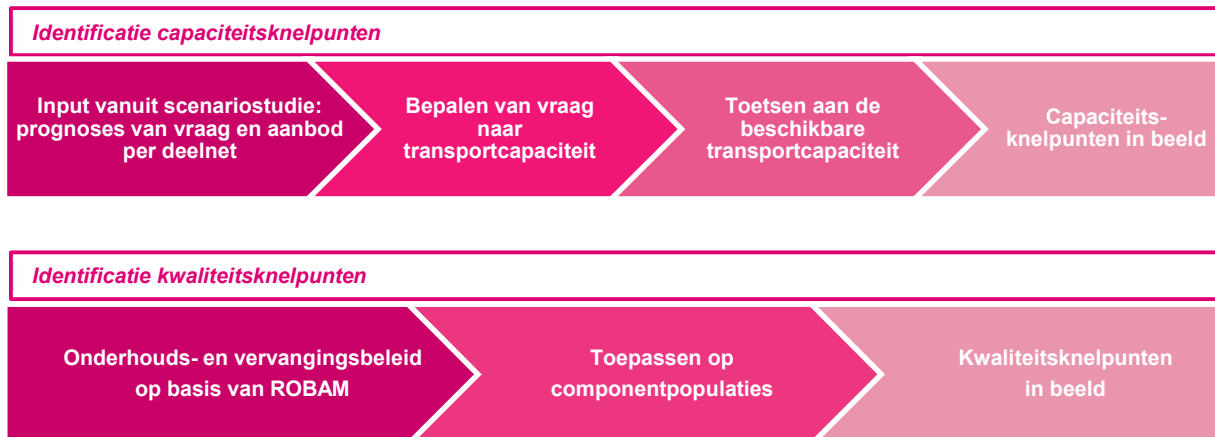 Identificatie capaciteitsknelpunten
Input vanuit scenariostudie:
prognoses van vraag en aanbod
per deelnet
Bepalen van vraag
naar
transportcapaciteit
Toetsen aan de
beschikbare
transportcapaciteit
Capaciteits-
knelpunten in beeld
Identificatie kwaliteitsknelpunten
Onderhouds- en vervangingsbeleid
op basis van ROBAM
Toepassen op
componentpopulaties
Kwaliteitsknelpunten
in beeld